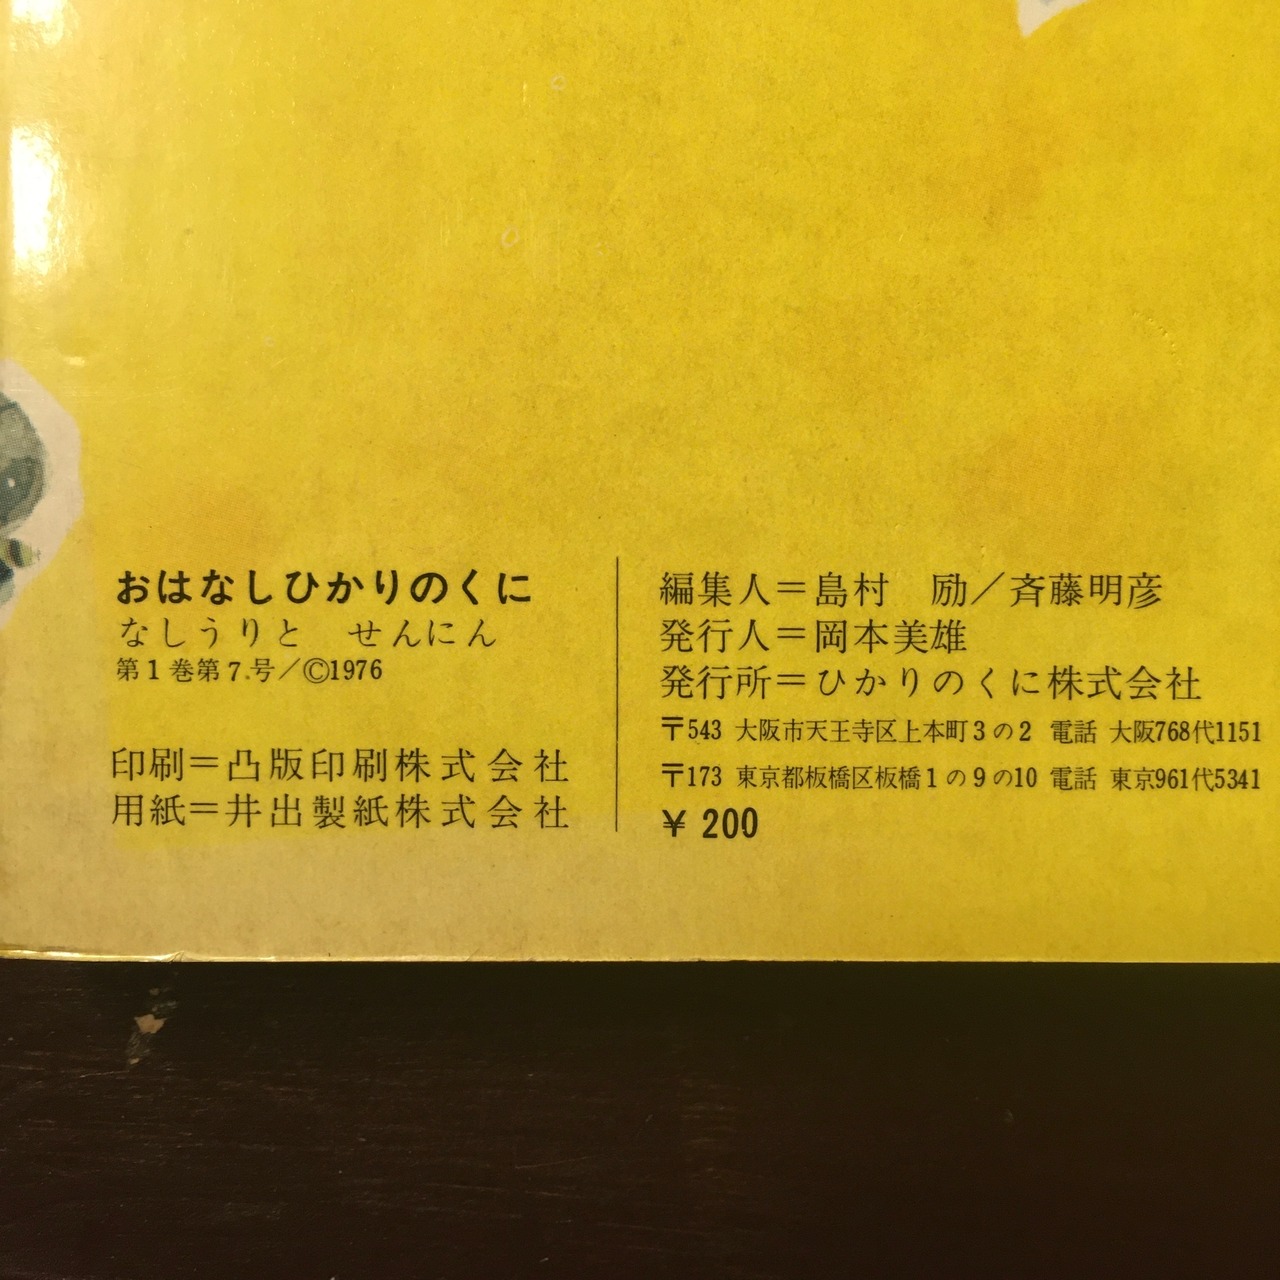 おはなしひかりのくに
なしうりと　せんにん
第1巻第7号／©1976
印刷＝凸版印刷株式会社
用紙＝井出製紙株式会社
編集人＝島村　励／斉藤明彦
発行人＝岡本美雄
発行所＝ひかりのくに株式会社
〒543 大阪市天王寺区上本町3の2 電話 大阪768代1151
〒173 東京都板橋区板橋1の9の10 電話 東京961代5341
¥ 200